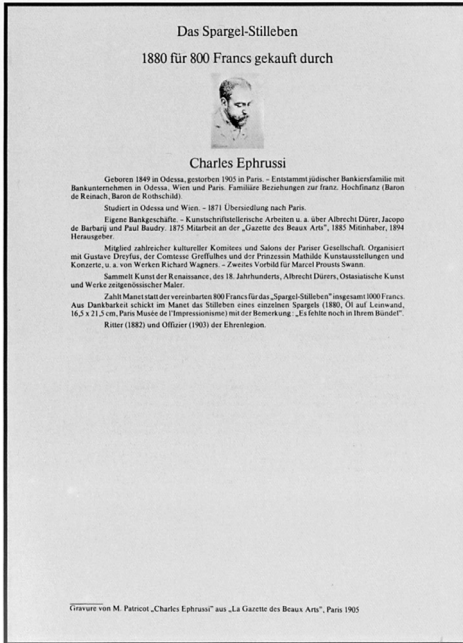 Das Spargel-Stilleben
1880 für 800 Francs gekauft durch
Charles Ephrussi
Geboren 1849 in Odessa, gestorben 1905 in Paris. – Entstammt jüdischer Bankiersfamilie mit
Bankunternehmen in Odessa, Wien und Paris. Familiäre Beziehungen zur franz. Hochfinanz (Baron
de Reinach, Baron de Rothschild).
Studiert in Odessa und Wien. – 1871 Übersiedlung nach Paris.
Eigene Bankgeschäfte. – Kunstschriftstellerische Arbeiten u. a. über Albrecht Dürer, Jacopo
de Barbarij und Paul Baudry. 1875 Mitarbeit an der „Gazette des Beaux Arts", 1885 Mitinhaber, 1894
Herausgeber.
Mitglied zahlreicher kultureller Komitees und Salons der Pariser Gesellschaft. Organisiert
mit Gustave Dreyfus, der Comtesse Greffulhes und der Prinzessin Mathilde Kunstausstellungen und
Konzerte, u. a. von Werken Richard Wagners. – Zweites Vorbild für Marcel Prousts Swann.
Sammelt Kunst der Renaissance, des 18. Jahrhunderts, Albrecht Dürers, Ostasiatische Kunst
und Werke zeitgenössischer Maler.
Zahlt Manet statt der vereinbarten 800 Francs für das „Spargel-Stilleben" insgesamt 1000 Francs.
Aus Dankbarkeit schickt im Manet das Stilleben eines einzelnen Spargels (1880, Öl auf Leinwand,
16,5 x 21,5 cm, Paris Musée de l'Impressionisme) mit der Bemerkung: „Es fehlte noch in Ihrem Bündel".
Ritter (1882) und Offizier (1903) der Ehrenlegion.
Gravure von M. Patricot „Charles Ephrussi" aus „La Gazette des Beaux Arts", Paris 1905